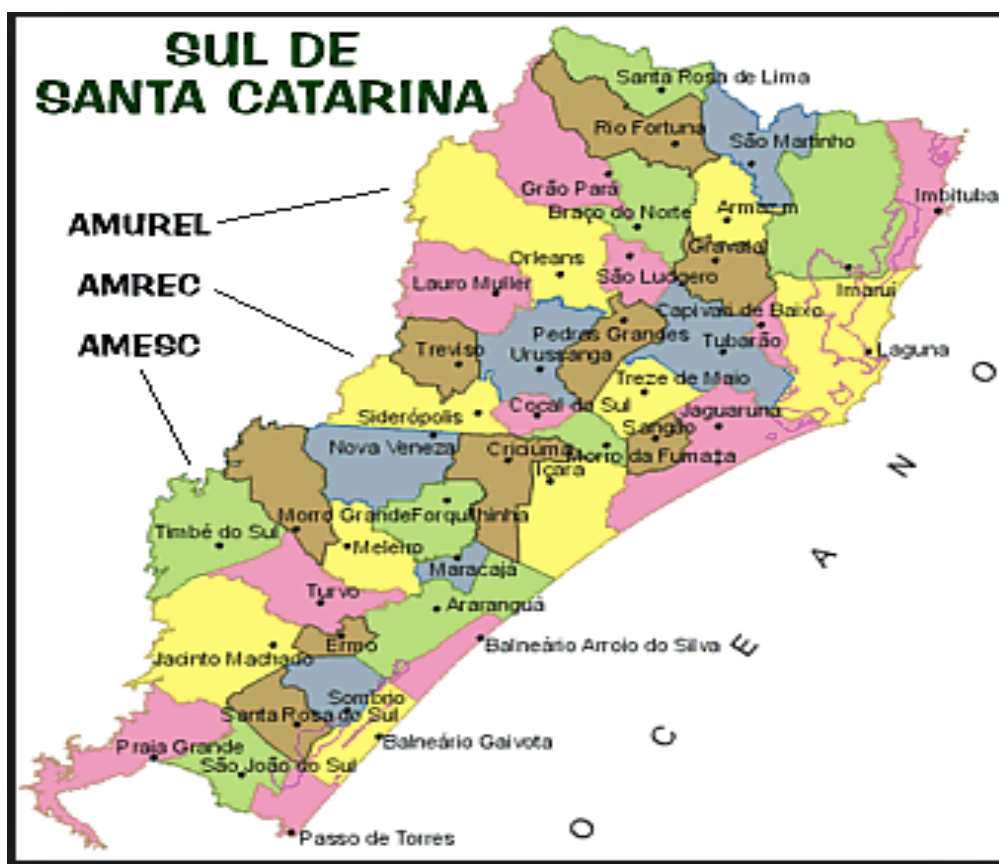 SUL DE
SANTA CATARINA
Santa Rosa de Lima
Rio Fortuna
São Martinho
Grão Pará
Imbituba
Braço do Norte
Armazém
AMUREL
Gravatal
Orleans
São Ludgero
Lauro Muller
Imarui
AMREC
Capivari de Baixo
Pedras Grandes
Tubarão
AMESC
Treviso
Urussanga
Laguna
Treze de Maio
Siderópolis
Cocal do Sul
Jaguaruna
Sangão
Nova Veneza
Criciúma
Morro da Fumaça
Içara
Morro Grande
Forquilhinha
Timbé do Sul
Meleiro
Maracajá
Turvo
Araranguá
Ermo
Balneário Arroio do Silva
Jacinto Machado
Sombrio
Santa Rosa do Sul
Praia Grande
Balneário Gaivota
São João do Sul
Passo de Torres
OCEANO